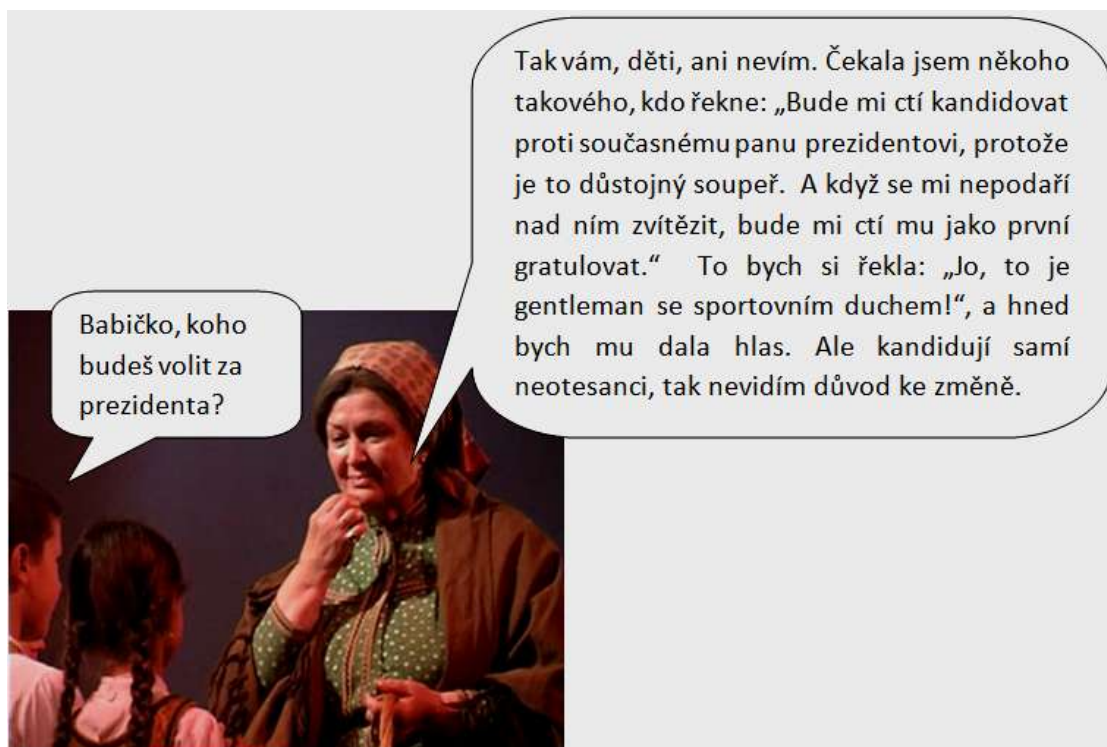 Babičko, koho
budeš volit za
prezidenta?
Tak vám, děti, ani nevím. Čekala jsem někoho
takového, kdo řekne: „Bude mi ctí kandidovat
proti současnému panu prezidentovi, protože
je to důstojný soupeř. A když se mi nepodaří
nad ním zvítězit, bude mi ctí mu jako první
gratulovat.“ To bych si řekla: „Jo, to je
gentleman se sportovním duchem!“, a hned
bych mu dala hlas. Ale kandidují samí
neotesanci, tak nevidím důvod ke změně.